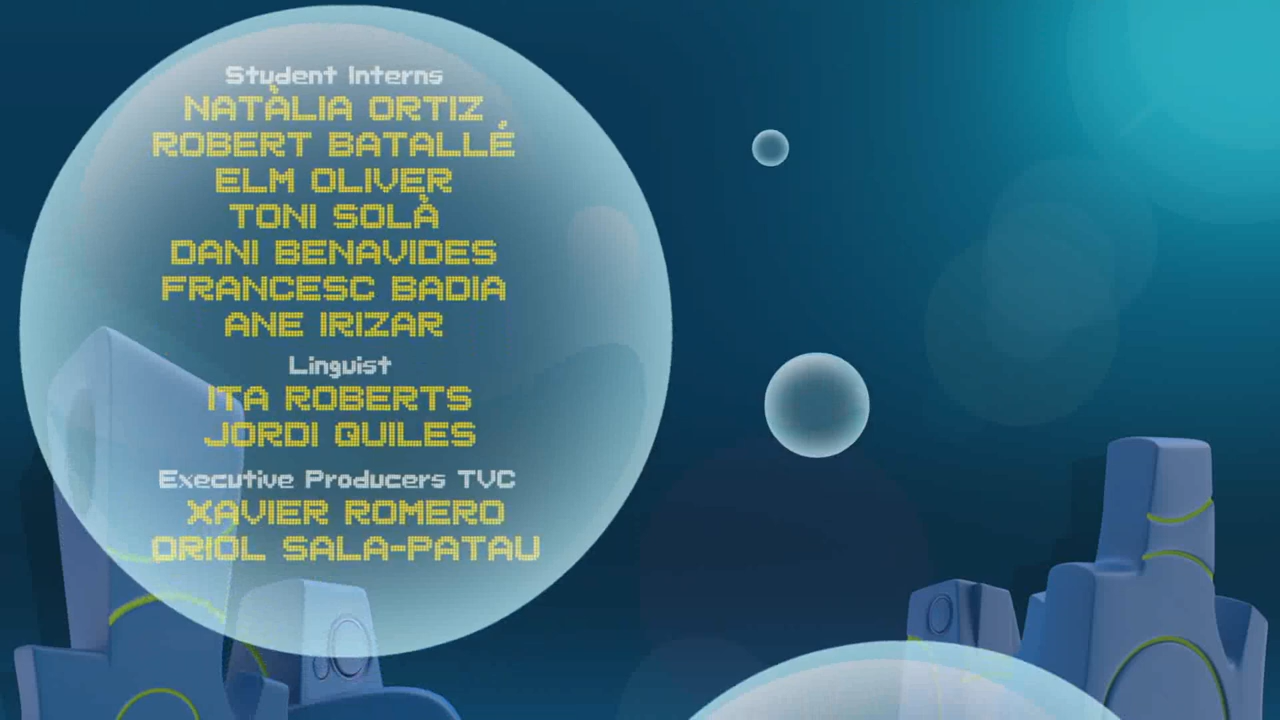 Student Interns
NATÀLIA ORTIZ
ROBERT BATALLÉ
ELM OLIVER
TONI SOLÀ
DANI BENAVIDES
FRANCESC BADIA
ANE IRIZAR
Linguist
ITA ROBERTS
JORDI QUILES
Executive Producers TVC
XAVIER ROMERO
ORIOL SALA-PATAU